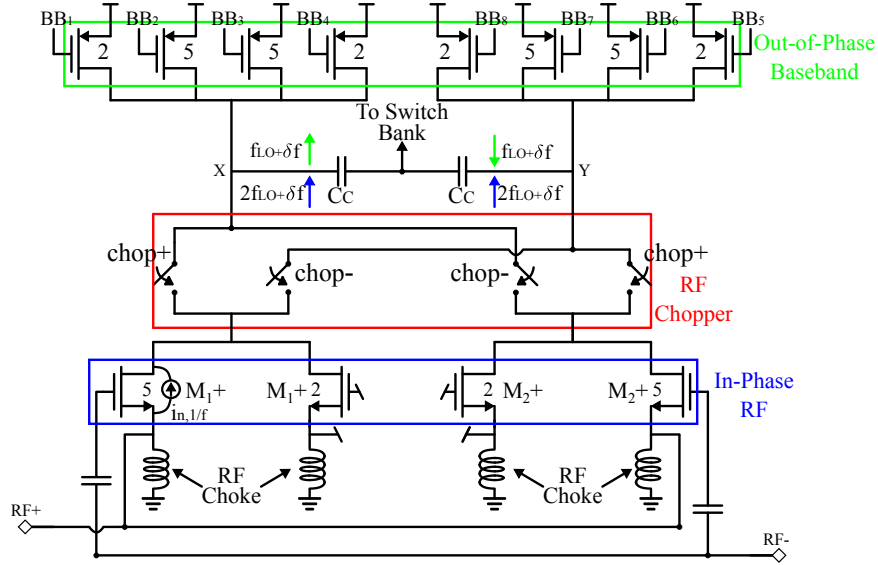 BB1 BB2 BB3 BB4 BB8 BB7 BB6 BB5
2 5 5 2 2 5 5 2
Out-of-Phase
Baseband
To Switch
Bank
fLO+δf fLO+δf
X Y
2fLO+δf CC CC 2fLO+δf
chop+ chop- chop- chop+
RF
Chopper
5 M1+ M1+ 2 2 M2+ M2+ 5
in,1/f
In-Phase
RF
RF
Choke
RF
Choke
RF+
RF-